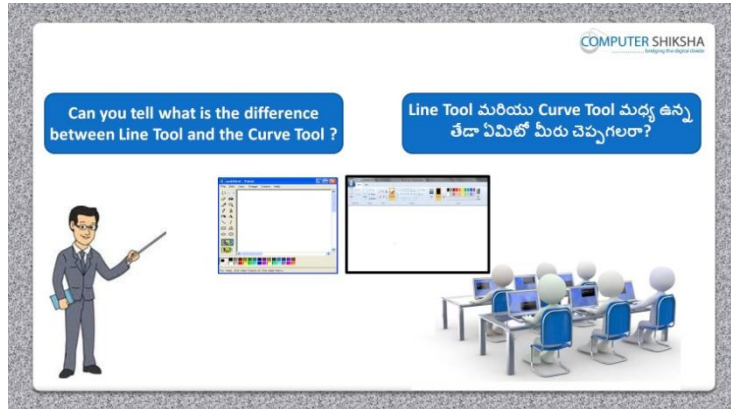 COMPUTER SHIKSHA
bridging the digital divide
Can you tell what is the difference
between Line Tool and the Curve Tool ?
Line Tool మరియు Curve Tool మధ్య ఉన్న
తేడా ఏమిటో మీరు చెప్పగలరా?